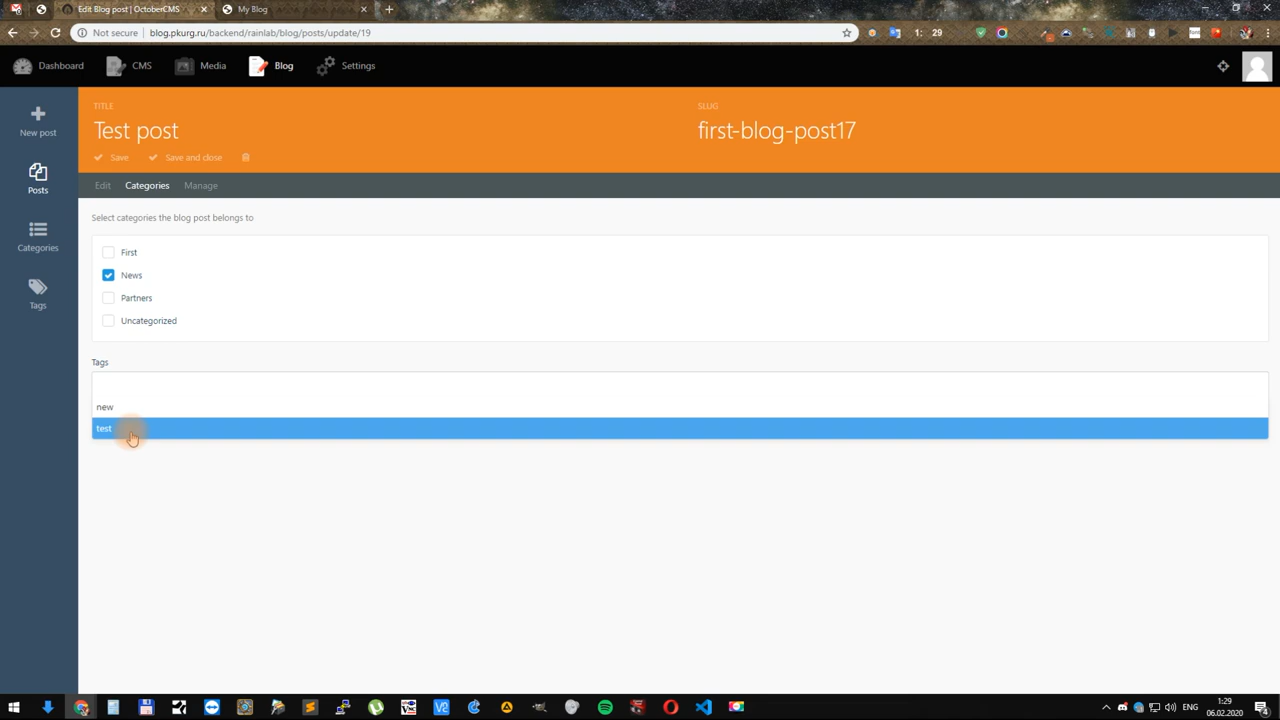 Edit Blog post | OctoberCMS
My Blog
Not secure
blog.pkurg.ru/backend/rainlab/blog/posts/update/19
1: 29
Dashboard
CMS
Media
Blog
Settings
New post
Posts
Categories
Tags
TITLE
SLUG
Test post
first-blog-post17
Save
Save and close
Edit
Categories
Manage
Select categories the blog post belongs to
First
News
Partners
Uncategorized
Tags
new
test
ENG
1:29
06.02.2020